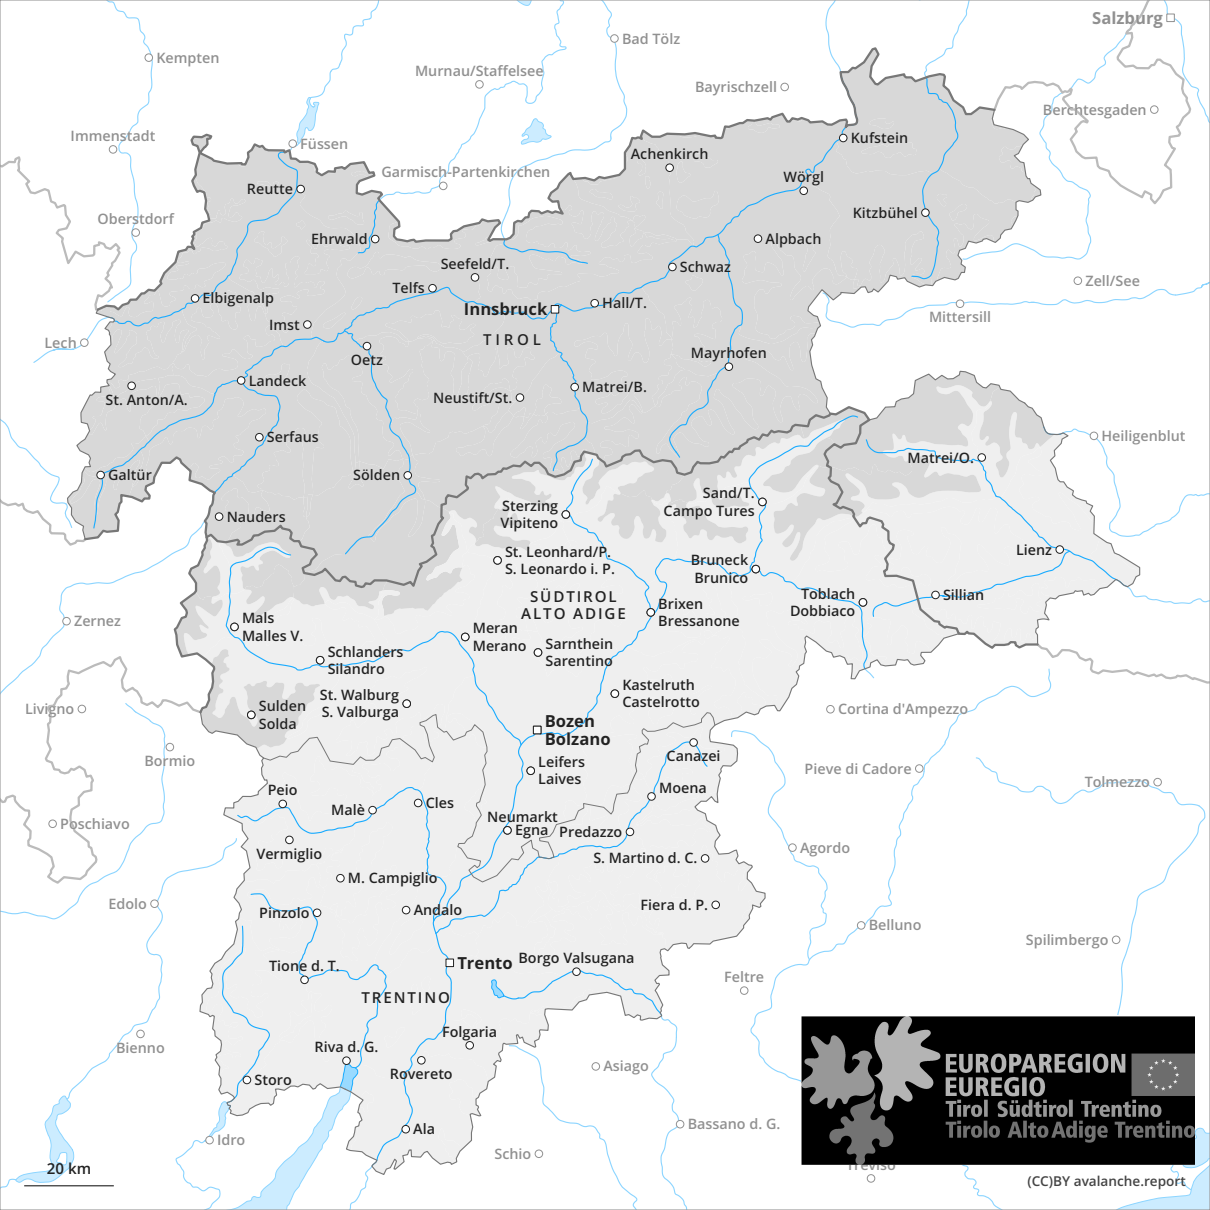 Salzburg
Bad Tölz
Kempten
Murnau/Staffelsee
Bayrischzell
Berchtesgaden
Immenstadt
Füssen
Kufstein
Achenkirch
Garmisch-Partenkirchen
Wörgl
Reutte
Oberstdorf
Kitzbühel
Ehrwald
Alpbach
Seefeld/T.
Schwaz
Zell/See
Telfs
Elbigenalp
Hall/T.
Innsbruck
Mittersill
Imst
TIROL
Lech
Mayrhofen
Oetz
Landeck
Matrei/B.
St. Anton/A.
Neustift/St.
Serfaus
Heiligenblut
Matrei/O.
Galtür
Sölden
Sand/T.
Campo Tures
Sterzing
Vipiteno
Nauders
Lienz
St. Leonhard/P.
S. Leonardo i. P.
Bruneck
Brunico
SÜDTIROL
ALTO ADIGE
Toblach
Dobbiaco
Sillian
Brixen
Bressanone
Zernez
Mals
Malles V.
Meran
Merano
Sarnthein
Sarentino
Schlanders
Silandro
Kastelruth
Castelrotto
St. Walburg
S. Valburga
Sulden
Solda
Livigno
Cortina d'Ampezzo
Bozen
Bolzano
Bormio
Canazei
Leifers
Laives
Pieve di Cadore
Tolmezzo
Peio
Moena
Malè
Cles
Neumarkt
Egna
Predazzo
Poschiavo
Vermiglio
S. Martino d. C.
Agordo
M. Campiglio
Edolo
Pinzolo
Andalo
Fiera d. P.
Belluno
Spilimbergo
Tione d. T.
Trento
Borgo Valsugana
Feltre
TRENTINO
Folgaria
Bienno
Riva d. G.
Rovereto
Asiago
Storo
EUROPAREGION
EUREGIO
Tirol Südtirol Trentino
Tirolo Alto Adige Trentino
Ala
Idro
Bassano d. G.
Schio
Treviso
20 km
(CC)BY avalanche.report